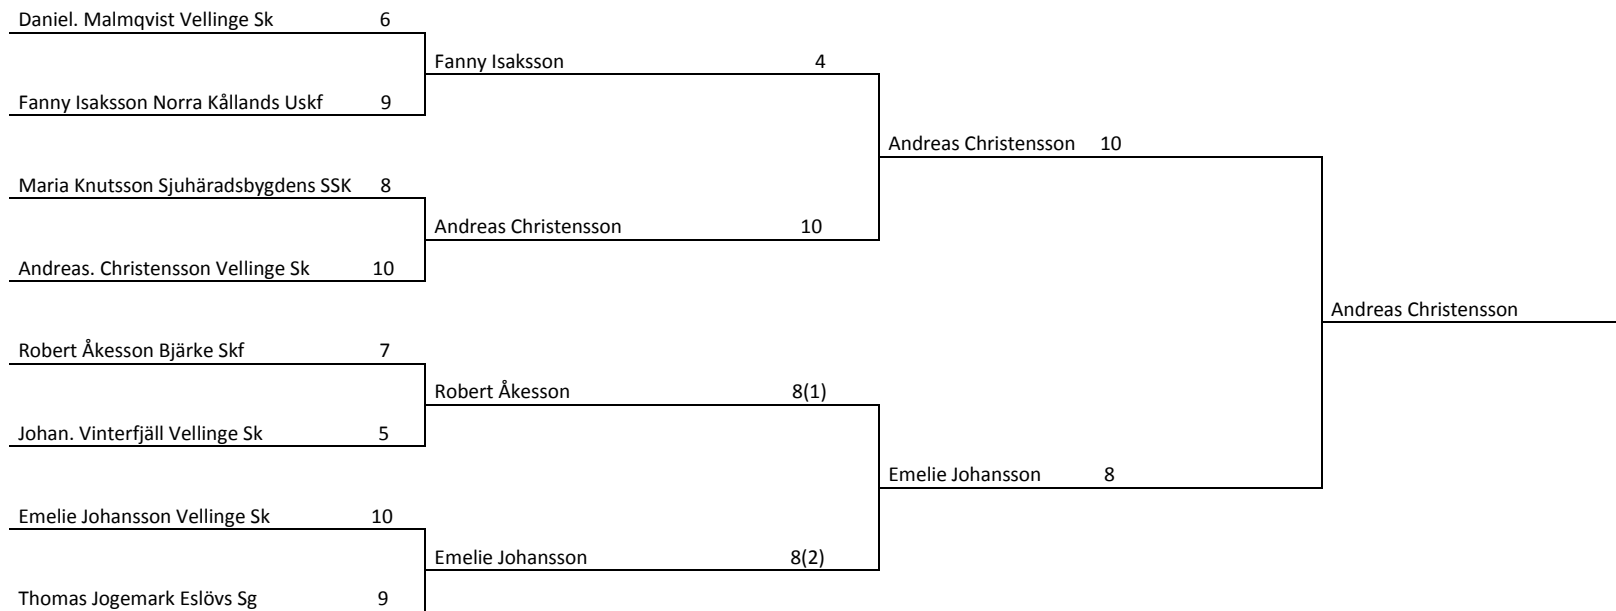 Daniel. Malmqvist Vellinge Sk 6
Fanny Isaksson 4
Fanny Isaksson Norra Kållands Uskf 9
Andreas Christensson 10
Maria Knutsson Sjuhäradsbygdens SSK 8
Andreas Christensson 10
Andreas. Christensson Vellinge Sk 10
Andreas Christensson
Robert Åkesson Bjärke Skf 7
Robert Åkesson 8(1)
Johan. Vinterfjäll Vellinge Sk 5
Emelie Johansson 8
Emelie Johansson Vellinge Sk 10
Emelie Johansson 8(2)
Thomas Jogemark Eslövs Sg 9